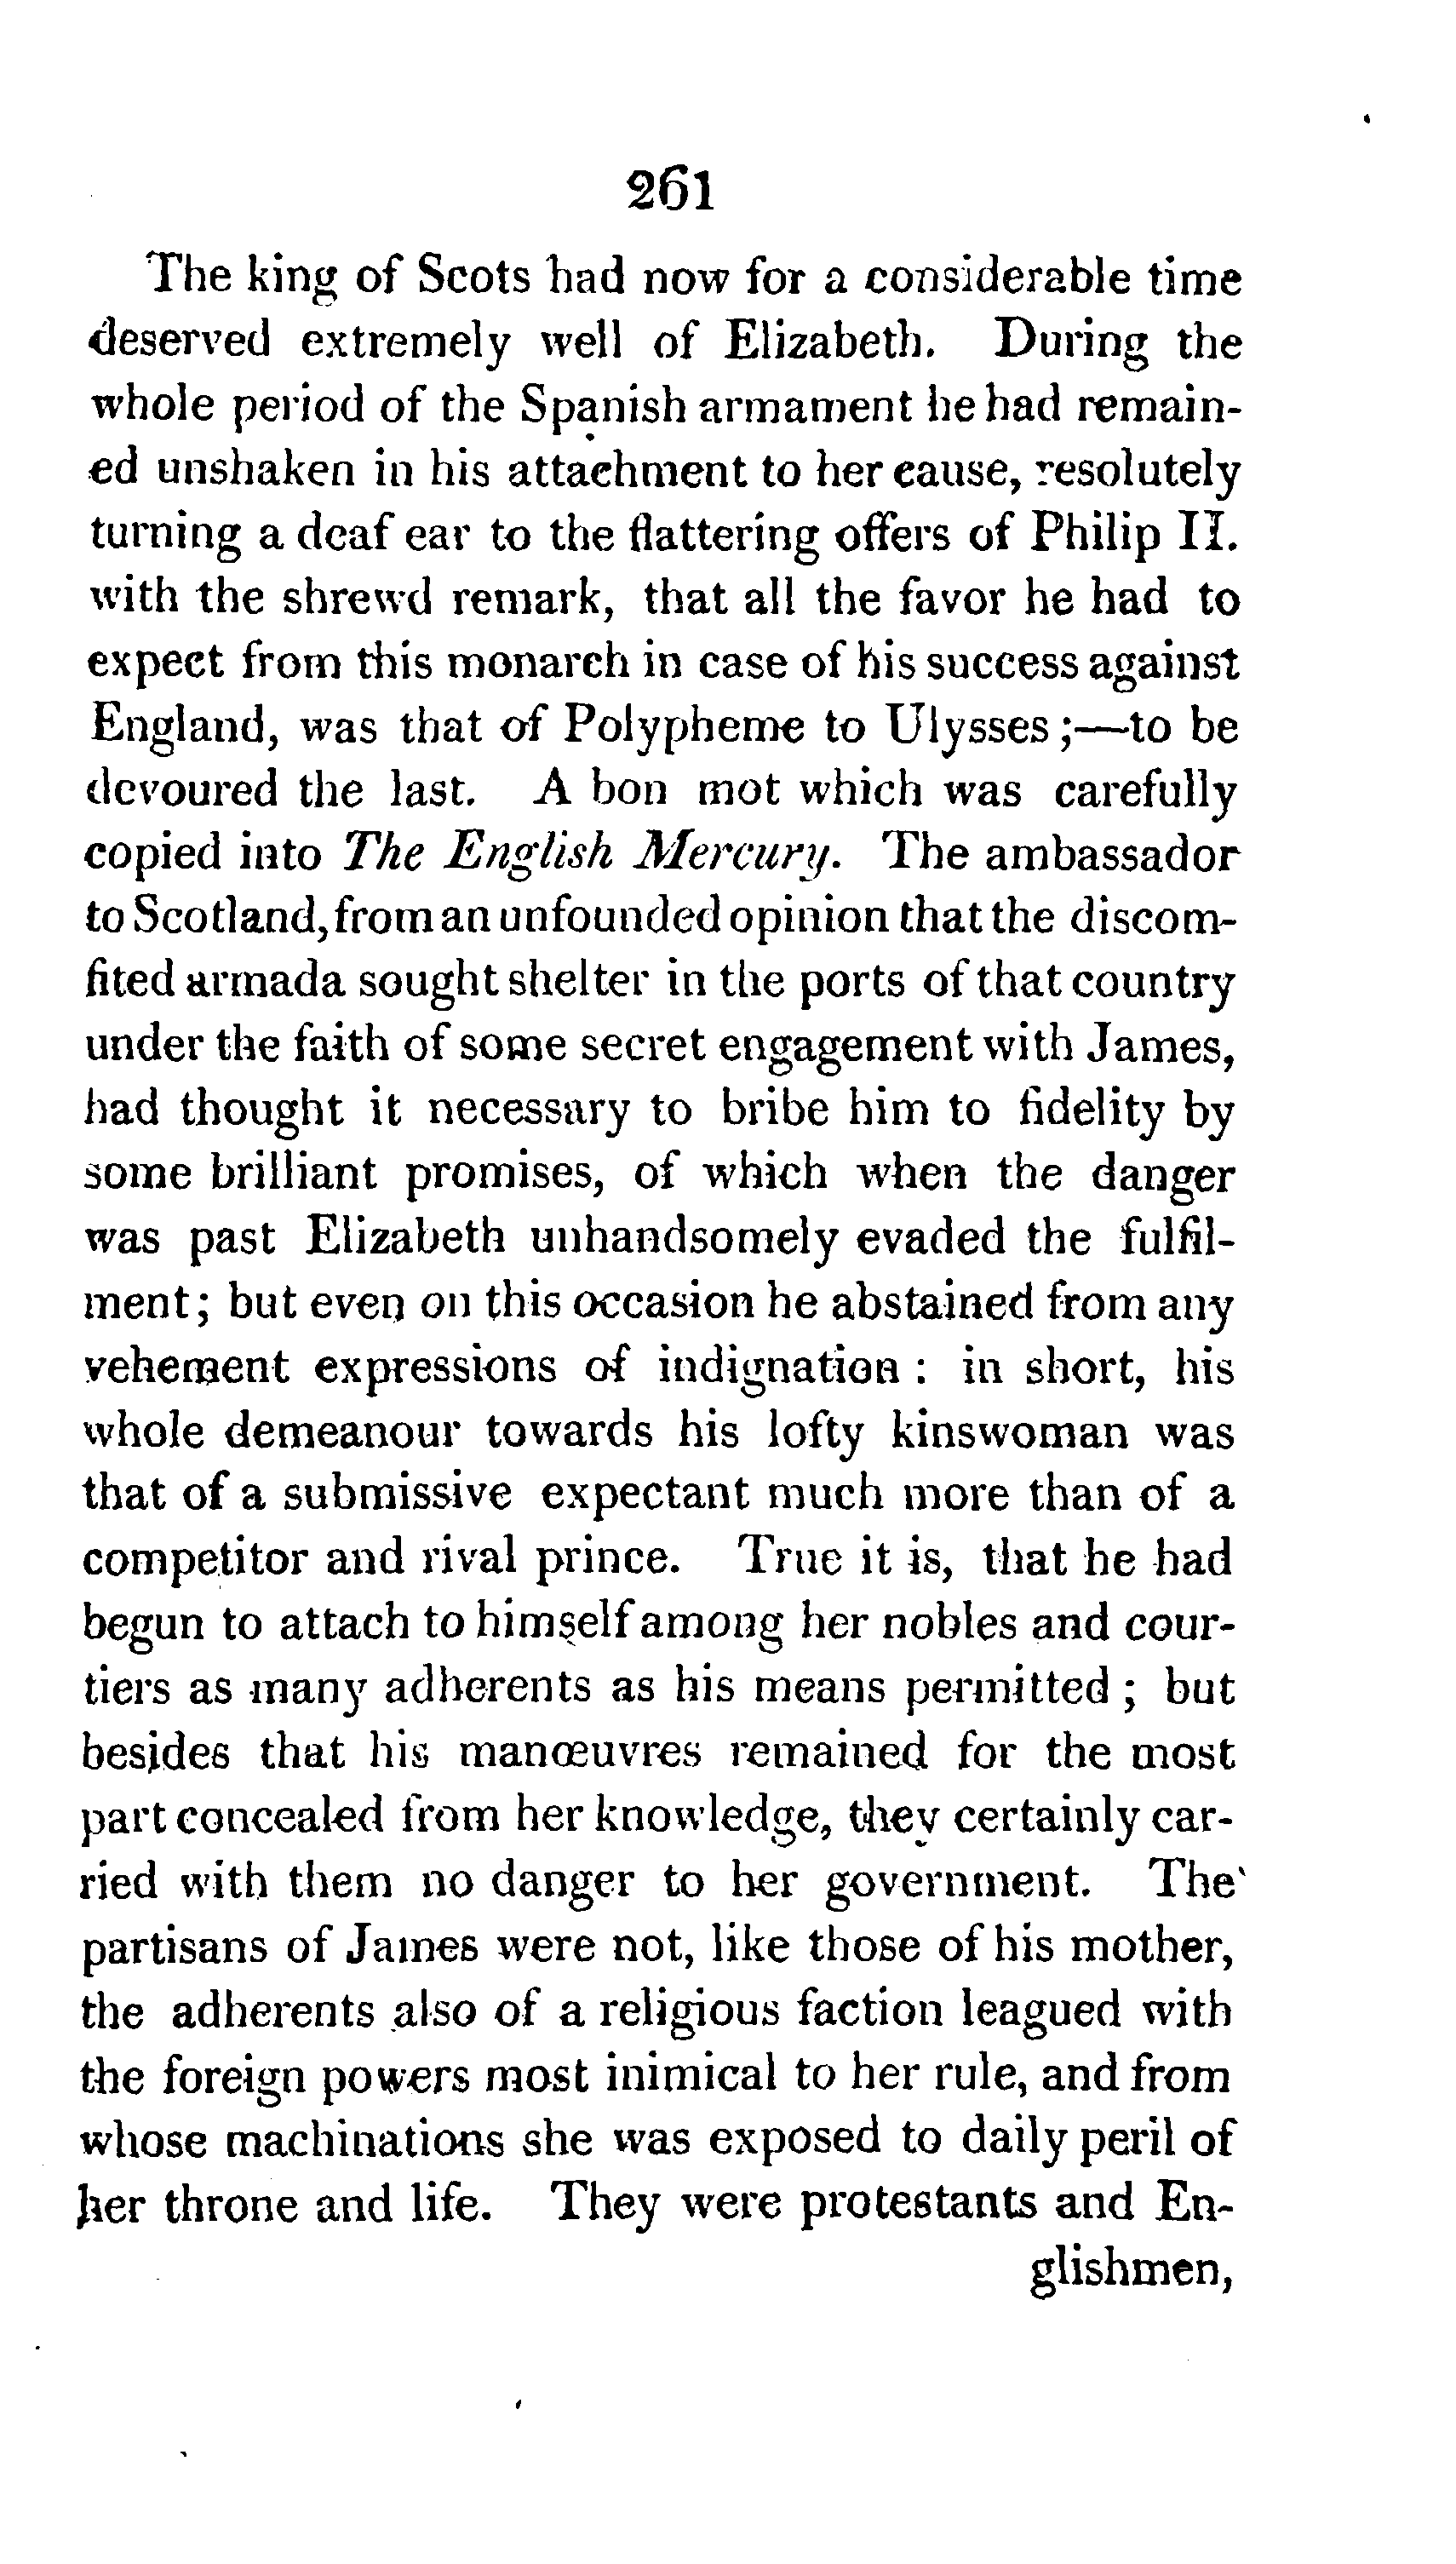 261
The king of Scots had now for a considerable time
deserved extremely well of Elizabeth. During the
whole period of the Spanish armament he had remain-
ed unshaken in his attachment to her cause, resolutely
turning a deaf ear to the flattering offers of Philip II.
with the shrewd remark, that all the favor he had to
expect from this monarch in case of his success against
England, was that of Polypheme to Ulysses;—to be
devoured the last. A bon mot which was carefully
copied into The English Mercury. The ambassador
to Scotland, from an unfounded opinion that the discom-
fited armada sought shelter in the ports of that country
under the faith of some secret engagement with James,
had thought it necessary to bribe him to fidelity by
some brilliant promises, of which when the danger
was past Elizabeth unhandsomely evaded the fulfil-
ment; but even on this occasion he abstained from any
vehement expressions of indignation: in short, his
whole demeanour towards his lofty kinswoman was
that of a submissive expectant much more than of a
competitor and rival prince. True it is, that he had
begun to attach to himself among her nobles and cour-
tiers as many adherents as his means permitted; but
besides that his manœuvres remained for the most
part concealed from her knowledge, they certainly car-
ried with them no danger to her government. The
partisans of James were not, like those of his mother,
the adherents also of a religious faction leagued with
the foreign powers most inimical to her rule, and from
whose machinations she was exposed to daily peril of
her throne and life. They were protestants and En-
glishmen,